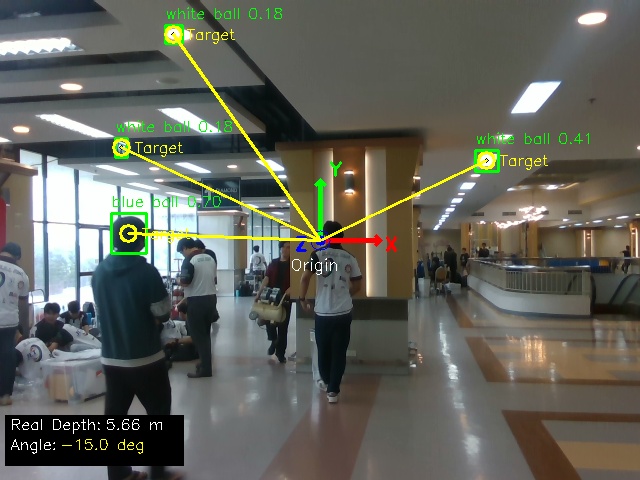 white ball 0.18
Target
white ball 0.18
Target
white ball 0.41
Target
blue ball 0.70
Target
Y
Z
X
Origin
Real Depth: 5.66 m
Angle: −15.0 deg